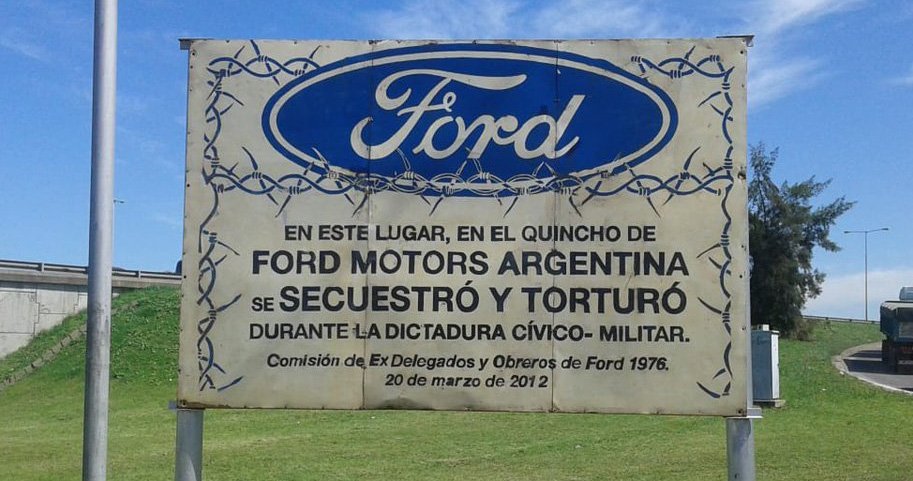 Ford
EN ESTE LUGAR, EN EL QUINCHO DE
FORD MOTORS ARGENTINA
SE SECUESTRÓ Y TORTURÓ
DURANTE LA DICTADURA CÍVICO- MILITAR.
Comisión de Ex Delegados y Obreros de Ford 1976.
20 de marzo de 2012